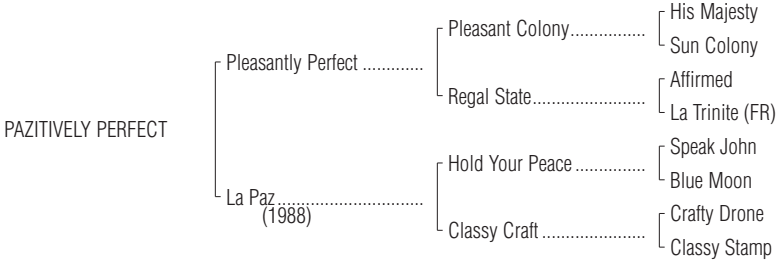 His Majesty
Pleasant Colony................
Sun Colony
Pleasantly Perfect .............
Affirmed
Regal State........................
La Trinite (FR)
PAZITIVELY PERFECT
Speak John
Hold Your Peace ...............
Blue Moon
La Paz...............................
(1988)
Crafty Drone
Classy Craft ......................
Classy Stamp